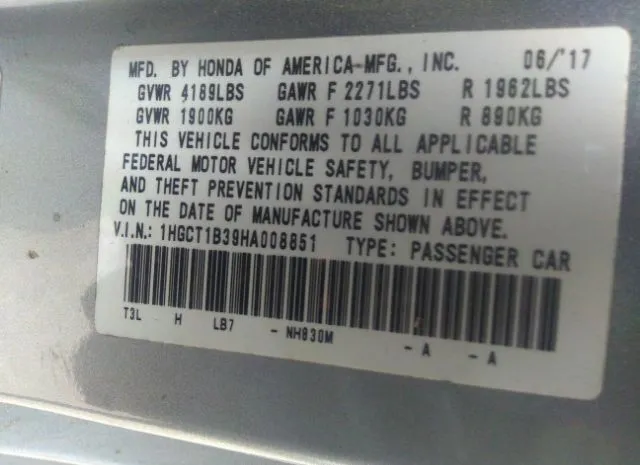 MFD. BY HONDA OF AMERICA-MFG., INC. 06/'17
GVWR 4189LBS GAWR F 2271LBS R 1962LBS
GVWR 1900KG GAWR F 1030KG R 890KG
THIS VEHICLE CONFORMS TO ALL APPLICABLE
FEDERAL MOTOR VEHICLE SAFETY, BUMPER,
AND THEFT PREVENTION STANDARDS IN EFFECT
ON THE DATE OF MANUFACTURE SHOWN ABOVE.
V.I.N.: 1HGCT1B39HA008851 TYPE: PASSENGER CAR
T3L H LB7 - NH830M - A - A